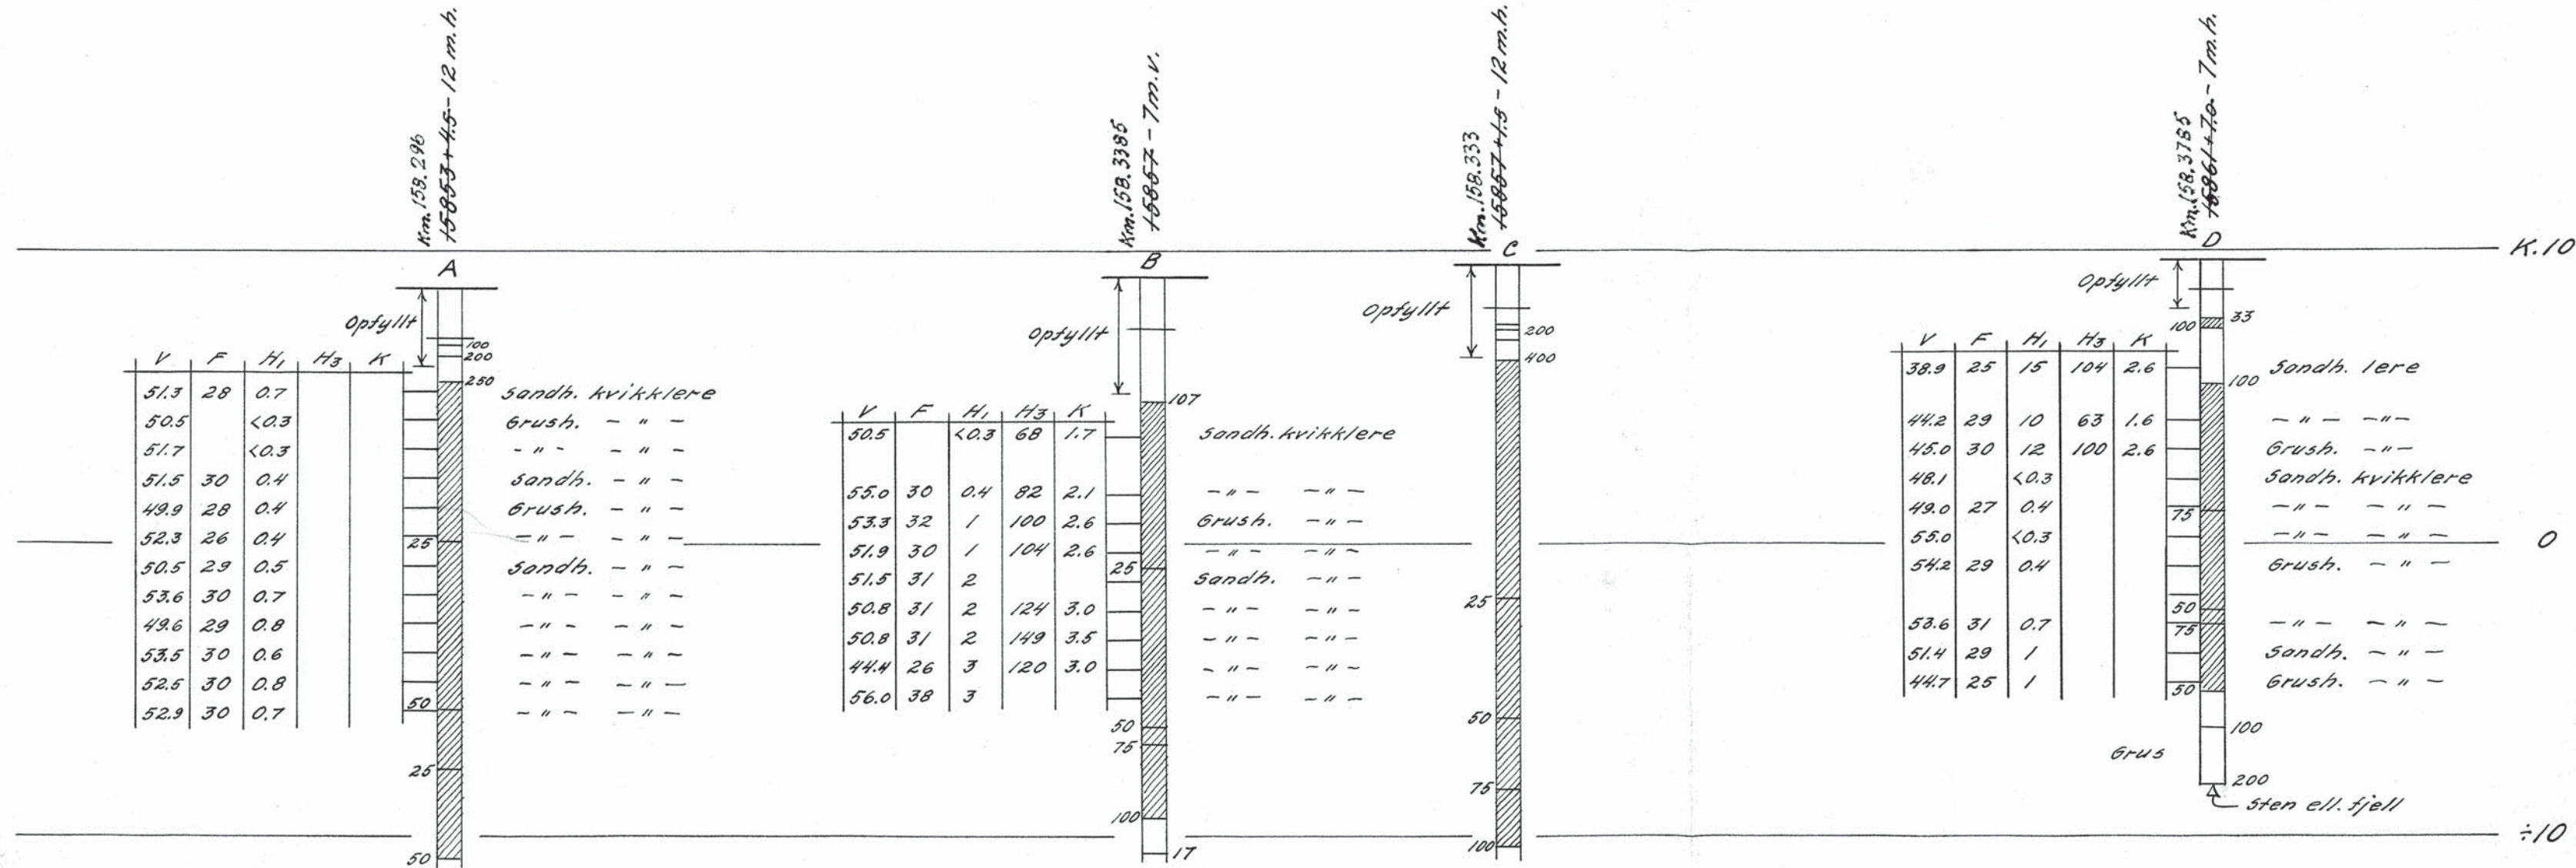 Km.158.296
15853+4.5-12 m.h.
Km.158.3385
15857-7m.v.
Km.158.333
15857+1.5-12 m.h.
Km.158.3785
15861+7.0-7m.h.
K.10
A
Opfyllt
100
200
250
V F H1 H3 K
51.3 28 0.7 Sandh. kvikklere
50.5 <0.3 Grush. - " -
51.7 <0.3 - " - - " -
51.5 30 0.4 Sandh. - " -
49.9 28 0.4 Grush. - " -
52.3 26 0.4 - " - - " -
50.5 29 0.5 Sandh. - " -
53.6 30 0.7 - " - - " -
49.6 29 0.8 - " - - " -
53.5 30 0.6 - " - - " -
52.5 30 0.8 - " - - " -
52.9 30 0.7 - " - - " -
25
50
25
50
B
Opfyllt
107
V F H1 H3 K
50.5 <0.3 68 1.7 Sandh. kvikklere
55.0 30 0.4 82 2.1 - " - - " -
53.3 32 1 100 2.6 Grush. - " -
51.9 30 1 104 2.6 - " - - " -
51.5 31 2 Sandh. - " -
50.8 31 2 124 3.0 - " - - " -
50.8 31 2 149 3.5 - " - - " -
44.4 26 3 120 3.0 - " - - " -
56.0 38 3 - " - - " -
25
50
75
100
17
C
Opfyllt
200
400
25
50
75
100
D
Opfyllt
33
100
100
V F H1 H3 K
38.9 25 15 104 2.6 Sandh. lere
44.2 29 10 63 1.6 - " - - " -
45.0 30 12 100 2.6 Grush. - " -
48.1 <0.3 Sandh. kvikklere
49.0 27 0.4 - " - - " -
55.0 <0.3 - " - - " -
54.2 29 0.4 Grush. - " -
53.6 31 0.7 - " - - " -
51.4 29 1 Sandh. - " -
44.7 25 1 Grush. - " -
75
50
75
50
100
Grus
200
Sten ell. fjell
0
÷10